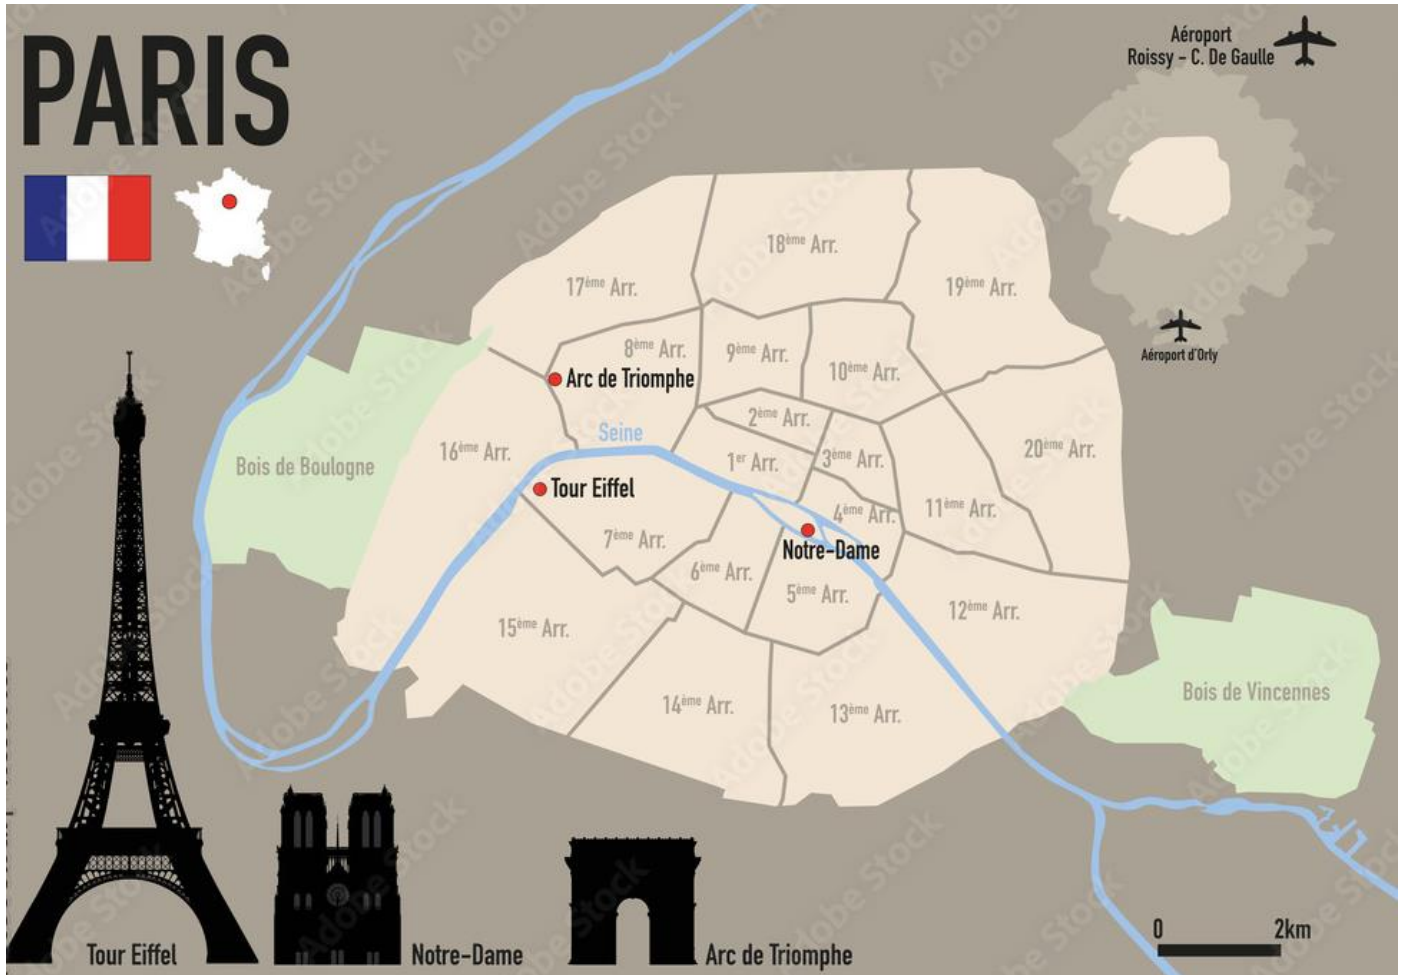 PARIS
Aéroport
Roissy - C. De Gaulle
Aéroport d'Orly
18ème Arr.
17ème Arr.
19ème Arr.
8ème Arr.
9ème Arr.
10ème Arr.
Arc de Triomphe
2ème Arr.
Seine
16ème Arr.
1er Arr.
3ème Arr.
20ème Arr.
Bois de Boulogne
Tour Eiffel
4ème Arr.
11ème Arr.
7ème Arr.
Notre-Dame
6ème Arr.
5ème Arr.
12ème Arr.
15ème Arr.
14ème Arr.
13ème Arr.
Bois de Vincennes
Tour Eiffel
Notre-Dame
Arc de Triomphe
0 2km
Adobe Stock